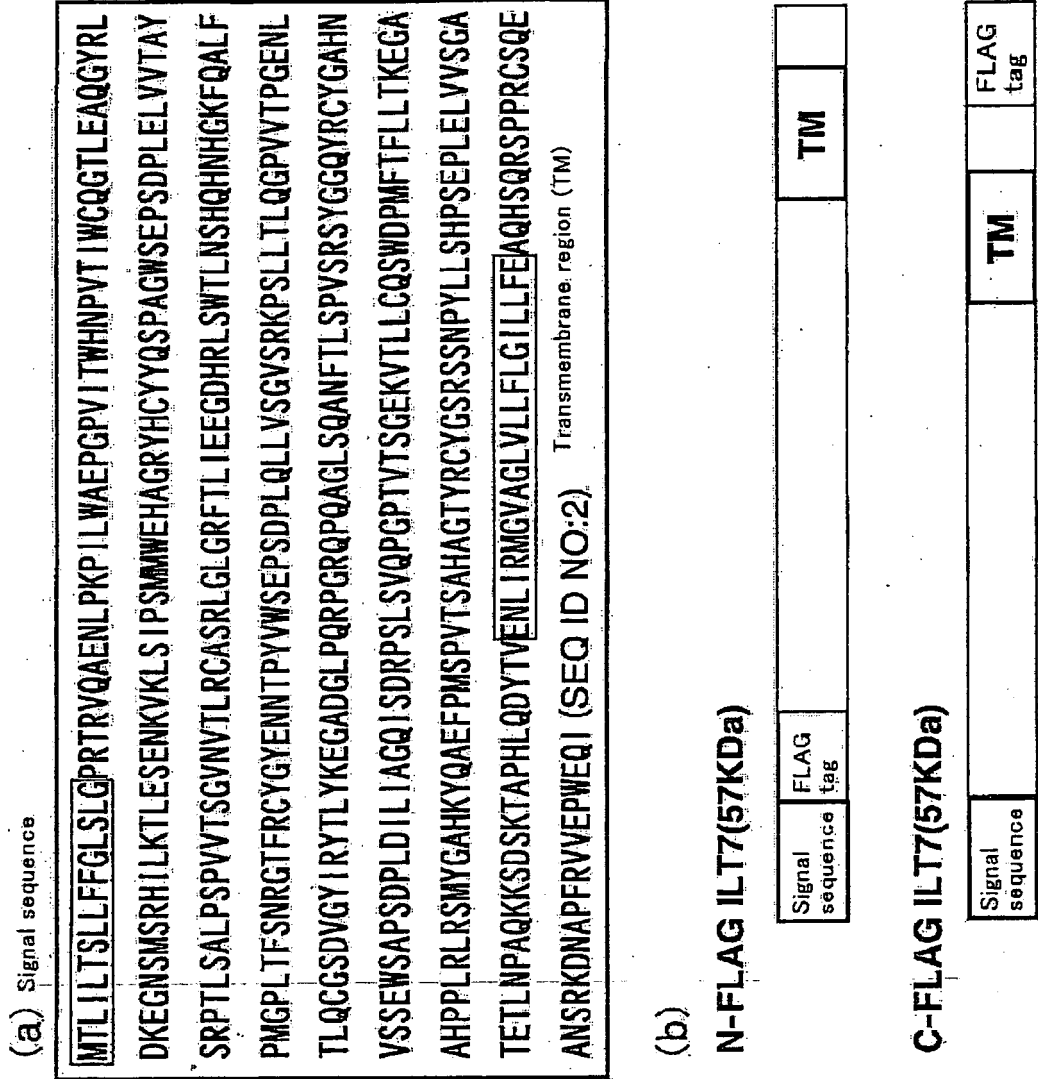 (a) Signal sequence
MTLILTSLLFFGLSLGPRTRVQAENLPKPILWAEPGPVITWHNPVTIWCQGTLEAQGYRL
DKEGNSMSRHILKTLESENKVKLSIPSMMWEHAGRYHCYYQSPAGWSEPSDPLELVVTAY
SRPTLSALPSPVVTSGVNVTLRCASRLGLGRFTLIEEGDHRLSWTLNSHQHNHGKFQALF
PMGPLTFSNRGTFRCYGYENNTPYVWSEPSDPLQLLVSGVSRKPSLLTLQGPVVTPGENL
TLQCGSDVGYIRYTLYKEGADGLPQRPGRQPQAGLSQANFTLSPVSRSYGGQYRCYGAHN
VSSEWSAPSDPLDILIAGQISDRPSLSVQPGPTVTSGEKVTLLCQSWDPMFTFLLTKEGA
AHPPLRLRSMYGAHKYQAEFPMSPVTSAHAGTYRCYGSRSSNPYLLSHPSEPLELVVSGA
TETLNPAQKKSDSKTAPHLQDYTVENLIRMGVAGLVLLFLGILLFEAQHSQRSPPRCSQE
ANSRKDNAPFRVVEPWEQI (SEQ ID NO:2) Transmembrane region (TM)
(b)
N-FLAG ILT7(57KDa)
Signal sequence
FLAG tag
TM
C-FLAG ILT7(57KDa)
Signal sequence
TM
FLAG tag